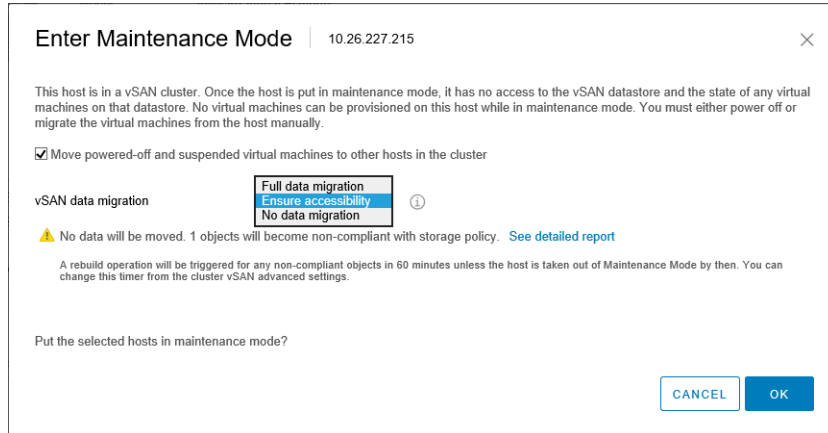 Enter Maintenance Mode 10.26.227.215
This host is in a vSAN cluster. Once the host is put in maintenance mode, it has no access to the vSAN datastore and the state of any virtual
machines on that datastore. No virtual machines can be provisioned on this host while in maintenance mode. You must either power off or
migrate the virtual machines from the host manually.
Move powered-off and suspended virtual machines to other hosts in the cluster
Full data migration
vSAN data migration Ensure accessibility
No data migration
No data will be moved. 1 objects will become non-compliant with storage policy. See detailed report
A rebuild operation will be triggered for any non-compliant objects in 60 minutes unless the host is taken out of Maintenance Mode by then. You can
change this timer from the cluster vSAN advanced settings.
Put the selected hosts in maintenance mode?
CANCEL OK